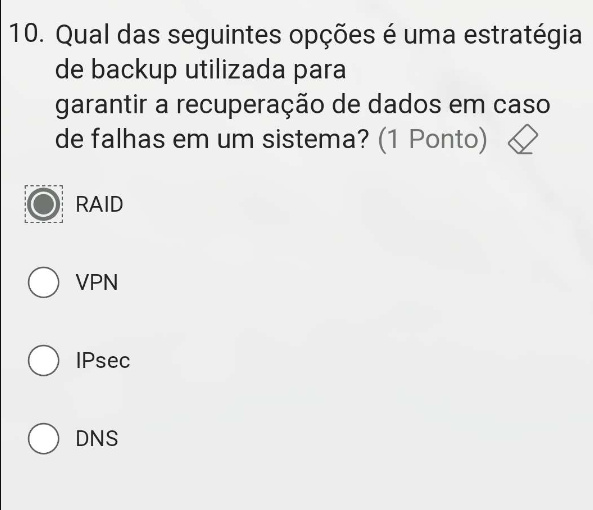 10. Qual das seguintes opções é uma estratégia
de backup utilizada para
garantir a recuperação de dados em caso
de falhas em um sistema? (1 Ponto)
RAID
VPN
IPsec
DNS